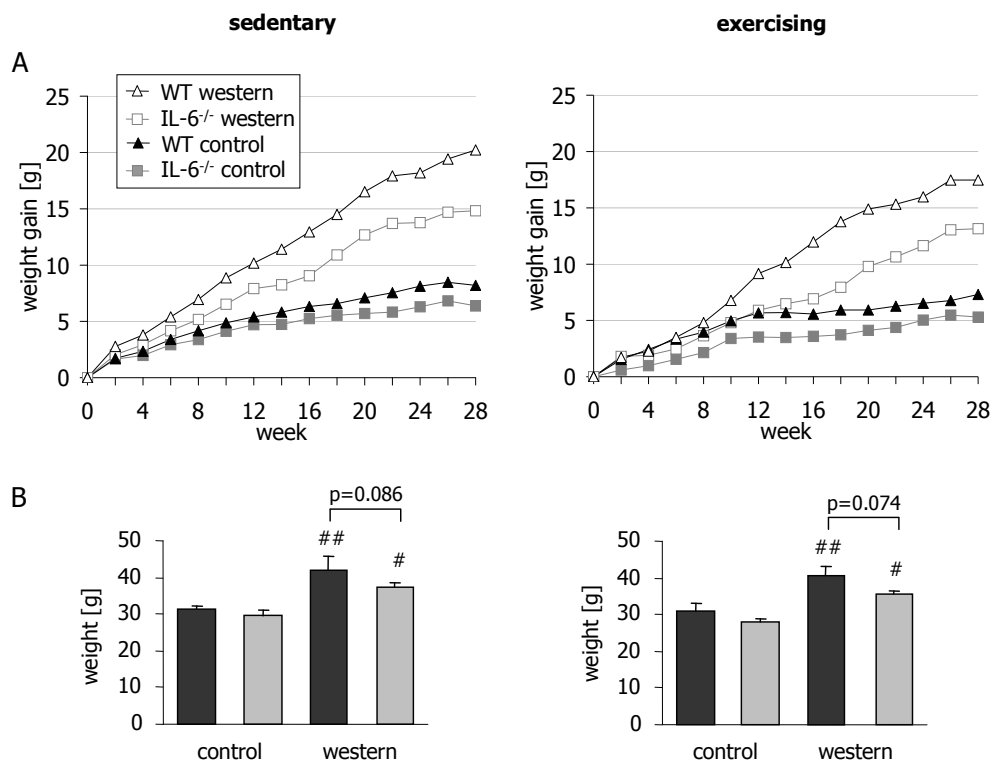 sedentary
exercising
A
WT western
IL-6-/- western
WT control
IL-6-/- control
weight gain [g]
25
20
15
10
5
0
0 4 8 12 16 20 24 28
week
weight gain [g]
25
20
15
10
5
0
0 4 8 12 16 20 24 28
week
B
p=0.086
## #
weight [g]
50
40
30
20
10
0
control western
p=0.074
## #
weight [g]
50
40
30
20
10
0
control western